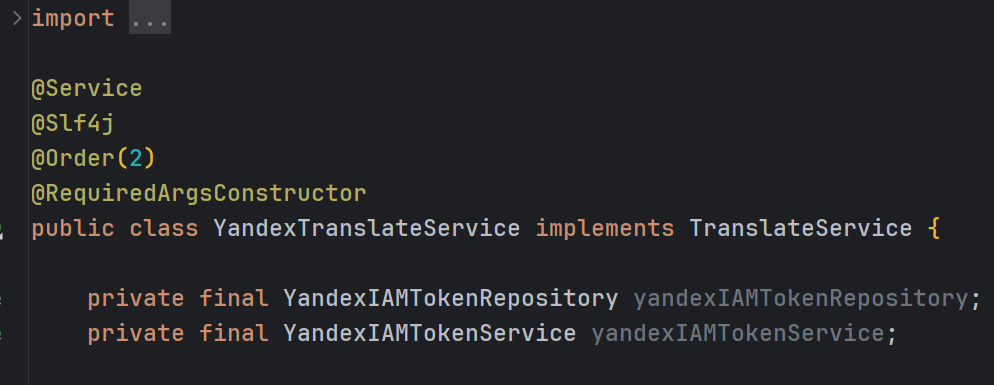 import ...
@Service
@Slf4j
@Order(2)
@RequiredArgsConstructor
public class YandexTranslateService implements TranslateService {
private final YandexIAMTokenRepository yandexIAMTokenRepository;
private final YandexIAMTokenService yandexIAMTokenService;